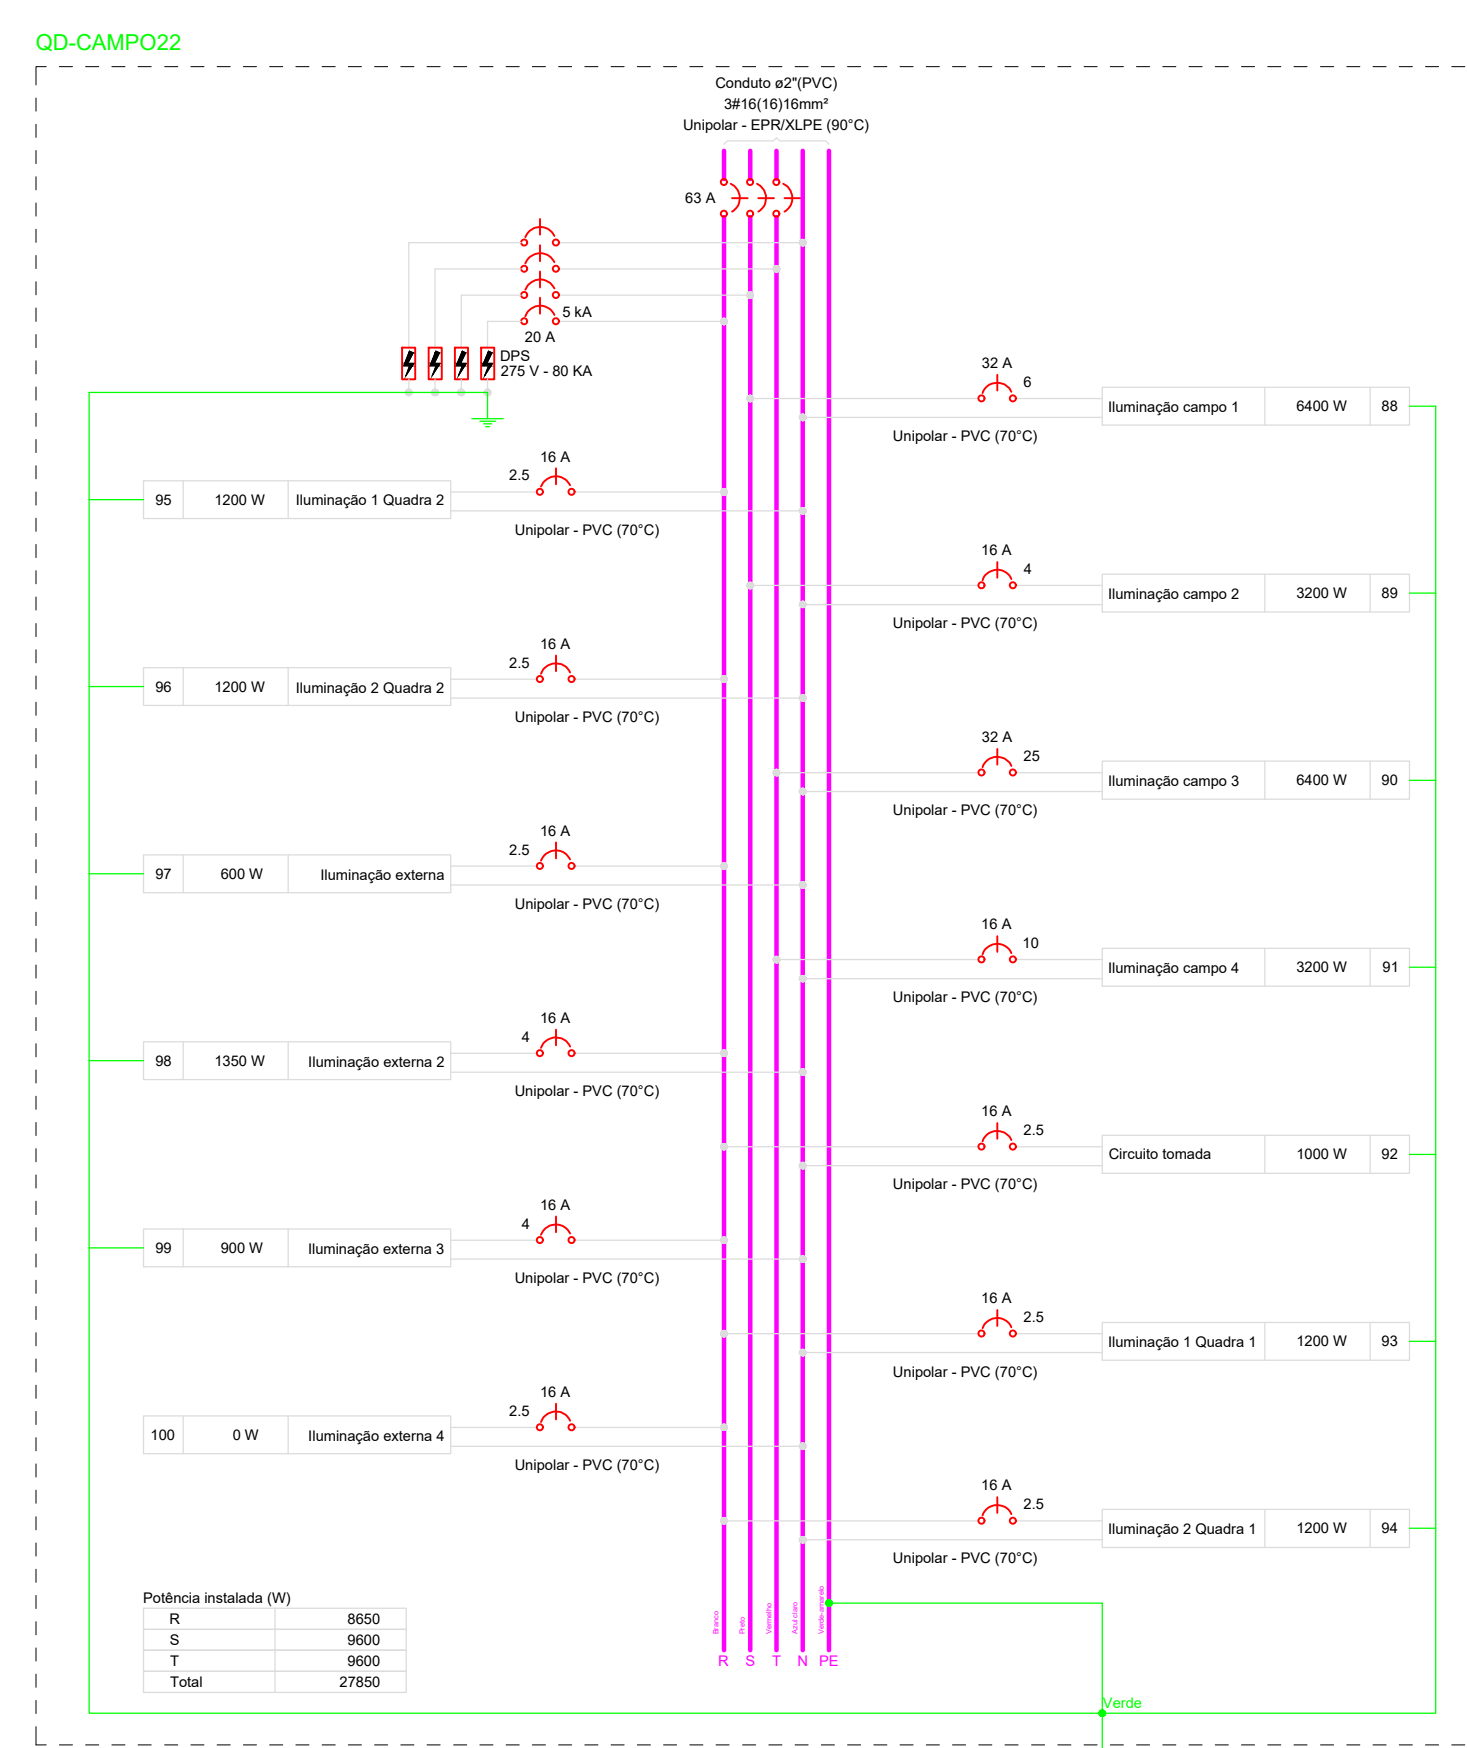 QD-CAMPO22
Conduto ø2"(PVC)
3#16(16)16mm²
Unipolar - EPR/XLPE (90°C)
63 A
5 kA
20 A
DPS
275 V - 80 KA
32 A
6
Iluminação campo 1 6400 W 88
Unipolar - PVC (70°C)
16 A
2.5
95 1200 W Iluminação 1 Quadra 2
Unipolar - PVC (70°C)
16 A
4
Iluminação campo 2 3200 W 89
Unipolar - PVC (70°C)
16 A
2.5
96 1200 W Iluminação 2 Quadra 2
Unipolar - PVC (70°C)
32 A
25
Iluminação campo 3 6400 W 90
Unipolar - PVC (70°C)
16 A
2.5
97 600 W Iluminação externa
Unipolar - PVC (70°C)
16 A
10
Iluminação campo 4 3200 W 91
Unipolar - PVC (70°C)
16 A
4
98 1350 W Iluminação externa 2
Unipolar - PVC (70°C)
16 A
2.5
Circuito tomada 1000 W 92
Unipolar - PVC (70°C)
16 A
4
99 900 W Iluminação externa 3
Unipolar - PVC (70°C)
16 A
2.5
Iluminação 1 Quadra 1 1200 W 93
Unipolar - PVC (70°C)
16 A
2.5
100 0 W Iluminação externa 4
Unipolar - PVC (70°C)
16 A
2.5
Iluminação 2 Quadra 1 1200 W 94
Unipolar - PVC (70°C)
Potência instalada (W)
R 8650
S 9600
T 9600
Total 27850
Branco
Preto
Vermelho
Azul claro
Verde-amarelo
R S T N PE
Verde